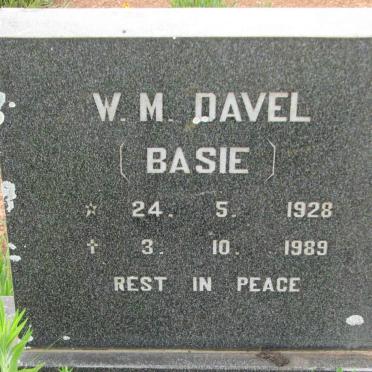 W. M. DAVEL
(BASIE)
☆ 24. 5. 1928
✝ 3. 10. 1989
REST IN PEACE